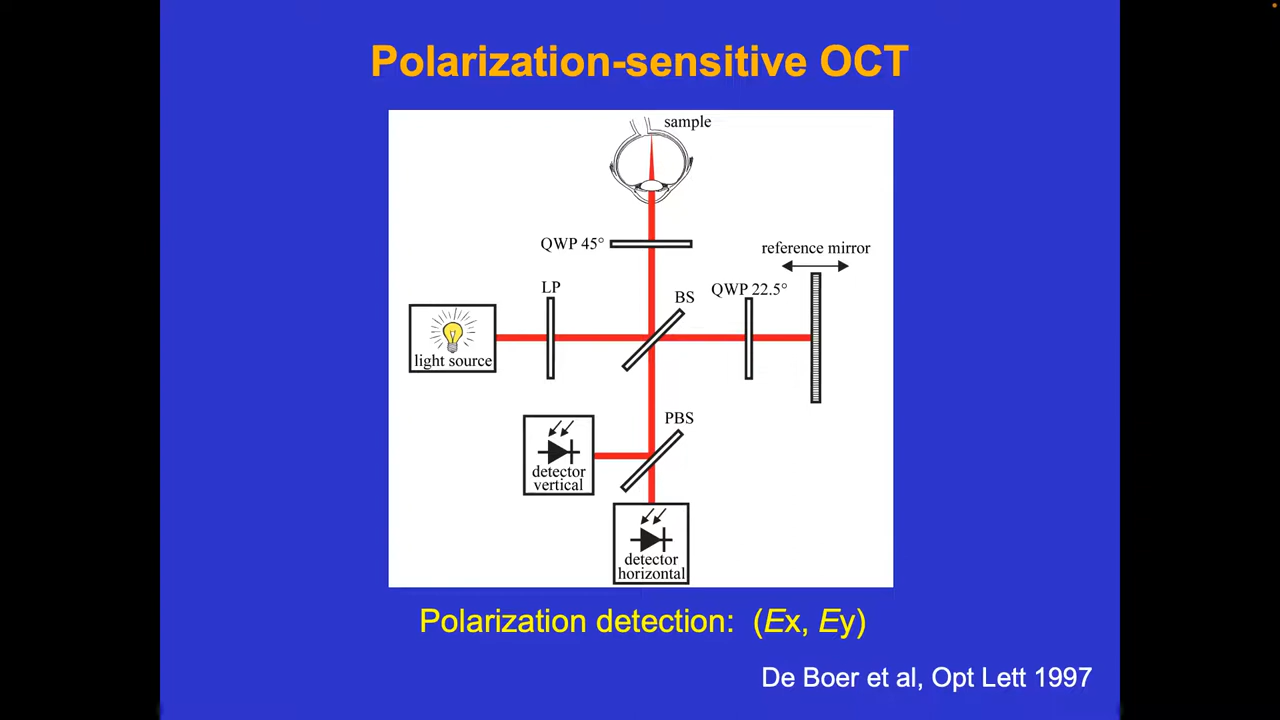 Polarization-sensitive OCT
sample
QWP 45°
reference mirror
LP
BS
QWP 22.5°
light source
PBS
detector
vertical
detector
horizontal
Polarization detection: (Ex, Ey)
De Boer et al, Opt Lett 1997